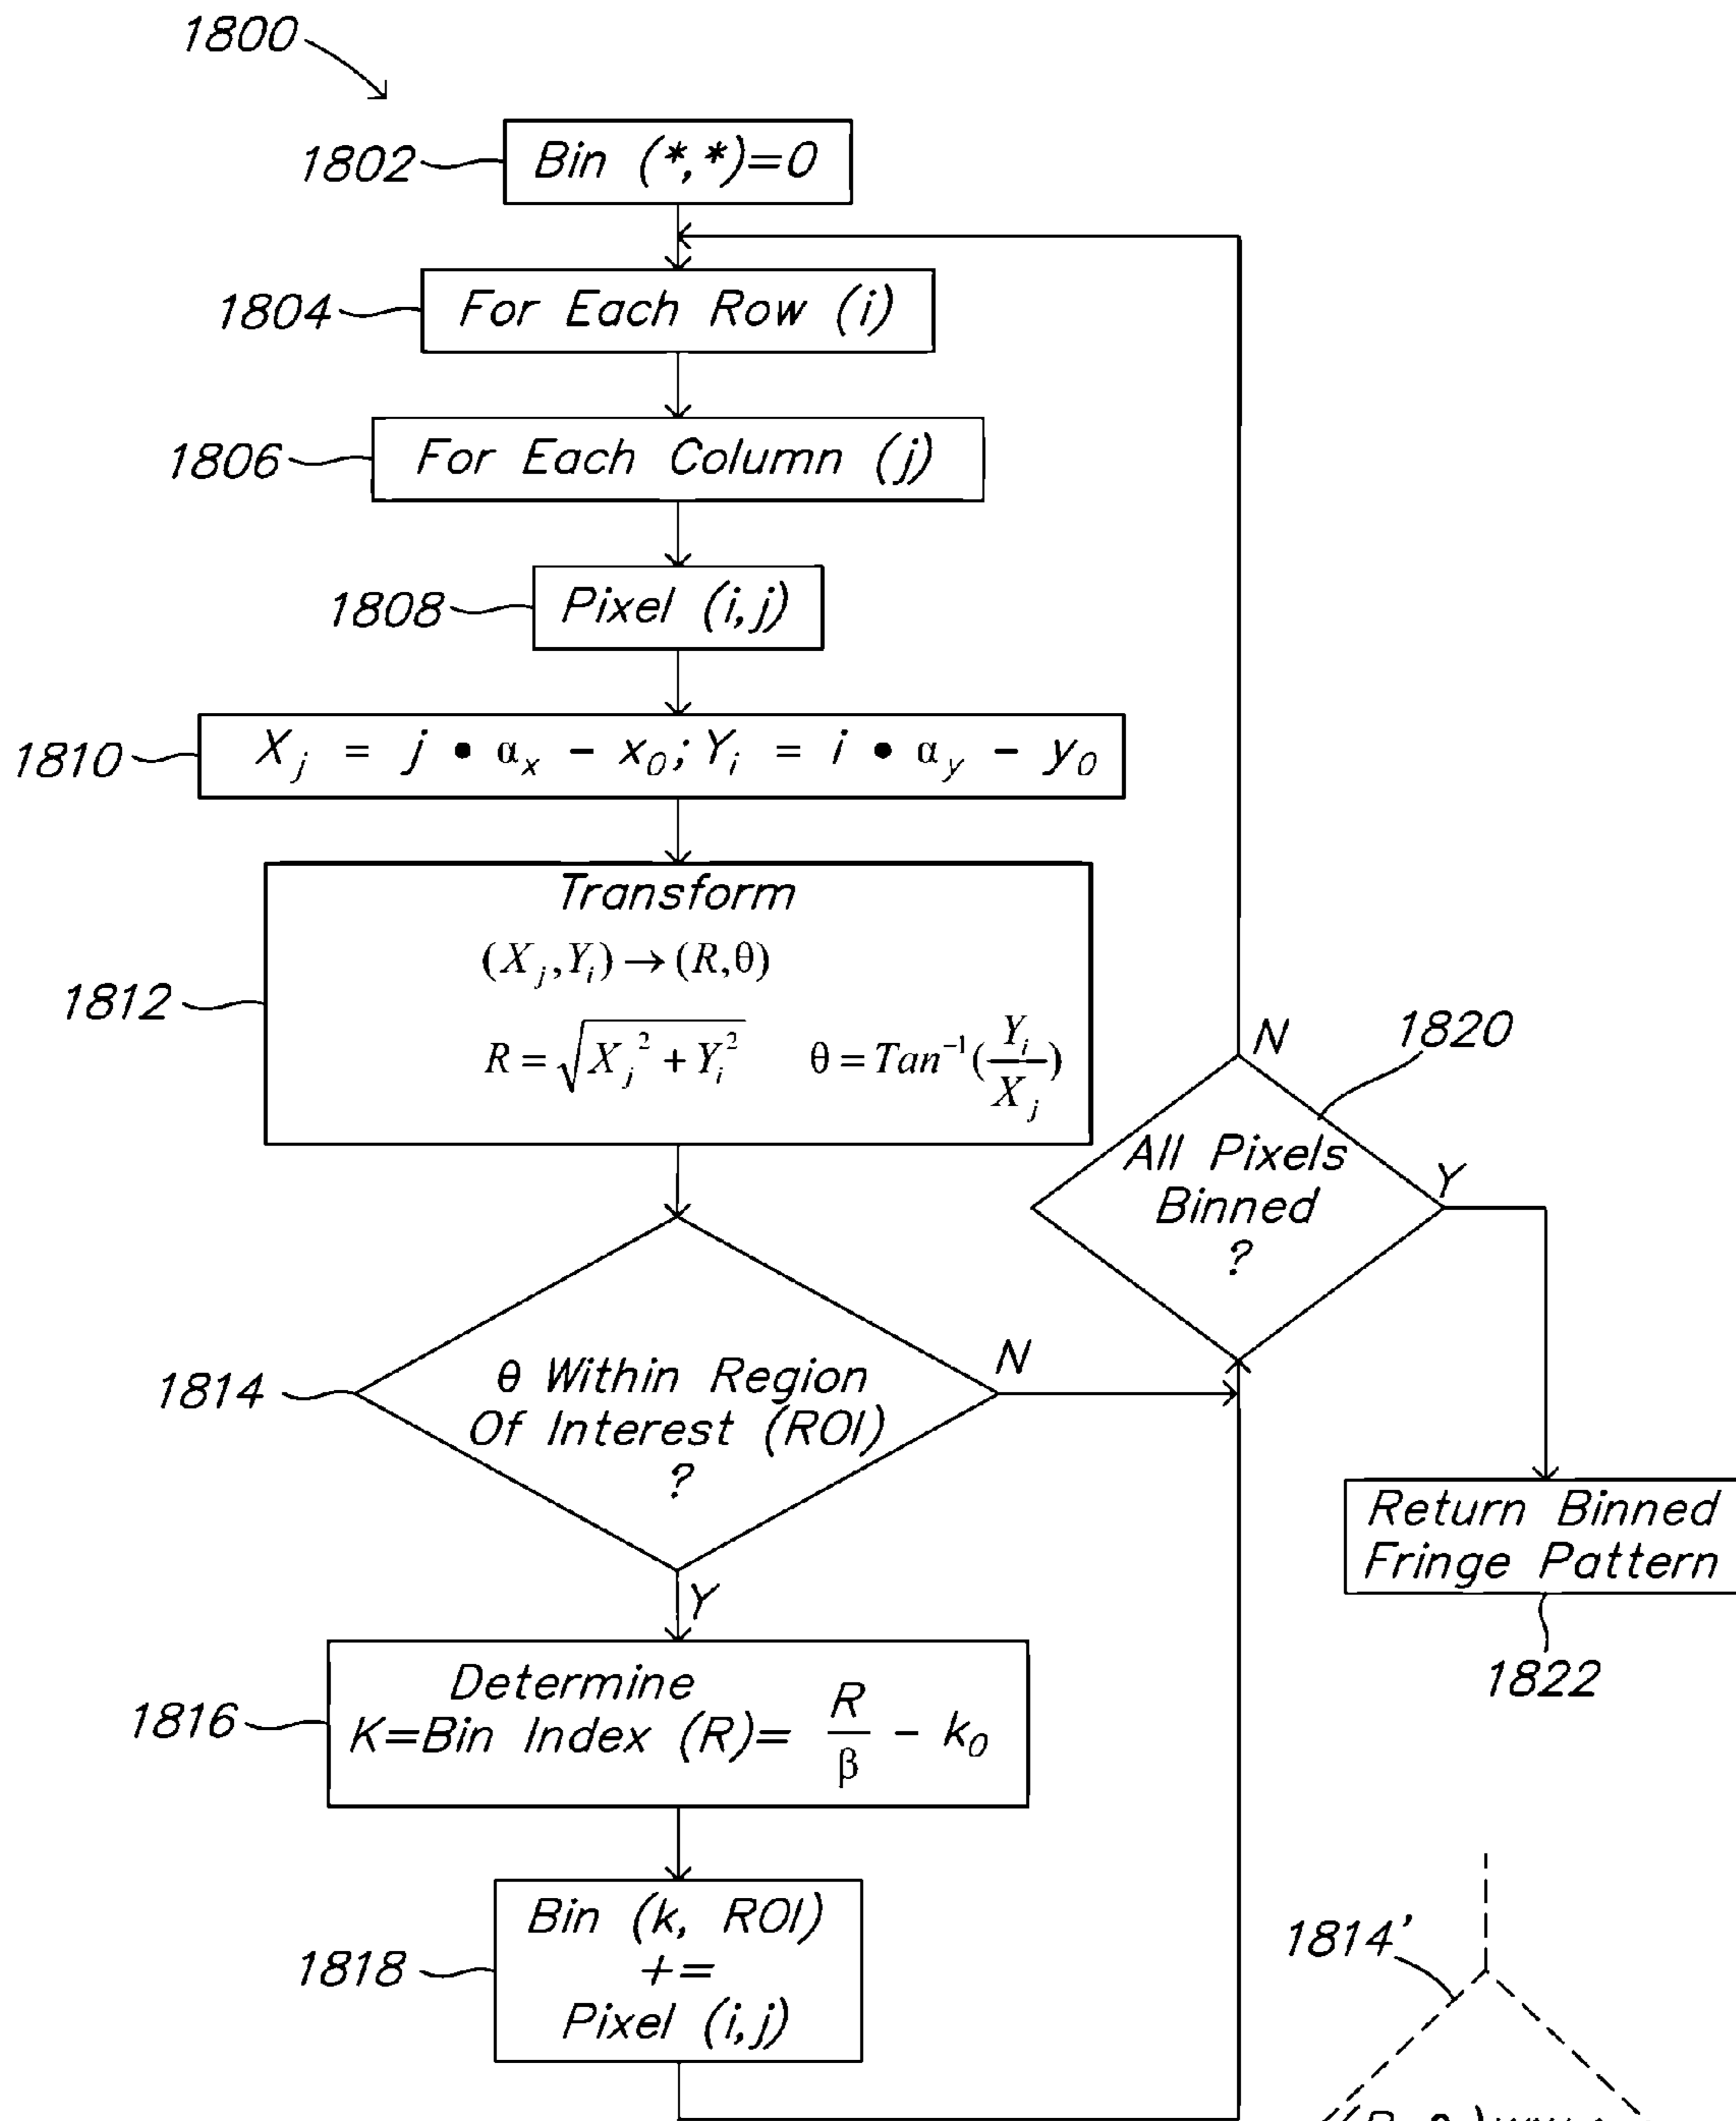 1800
1802
Bin (*,*)=0
1804
For Each Row (i)
1806
For Each Column (j)
1808
Pixel (i,j)
1810
X_j = j • α_x − x_0; Y_i = i • α_y − y_0
1812
Transform
(X_j, Y_i) → (R, θ)
R = √(X_j² + Y_i²) θ = Tan⁻¹(Y_i / X_j)
1814
θ Within Region
Of Interest (ROI)
?
N
Y
1816
Determine
K=Bin Index (R)= R/β − k_0
1818
Bin (k, ROI)
+=
Pixel (i,j)
1820
All Pixels
Binned
?
N
Y
Return Binned
Fringe Pattern
1822
1814'